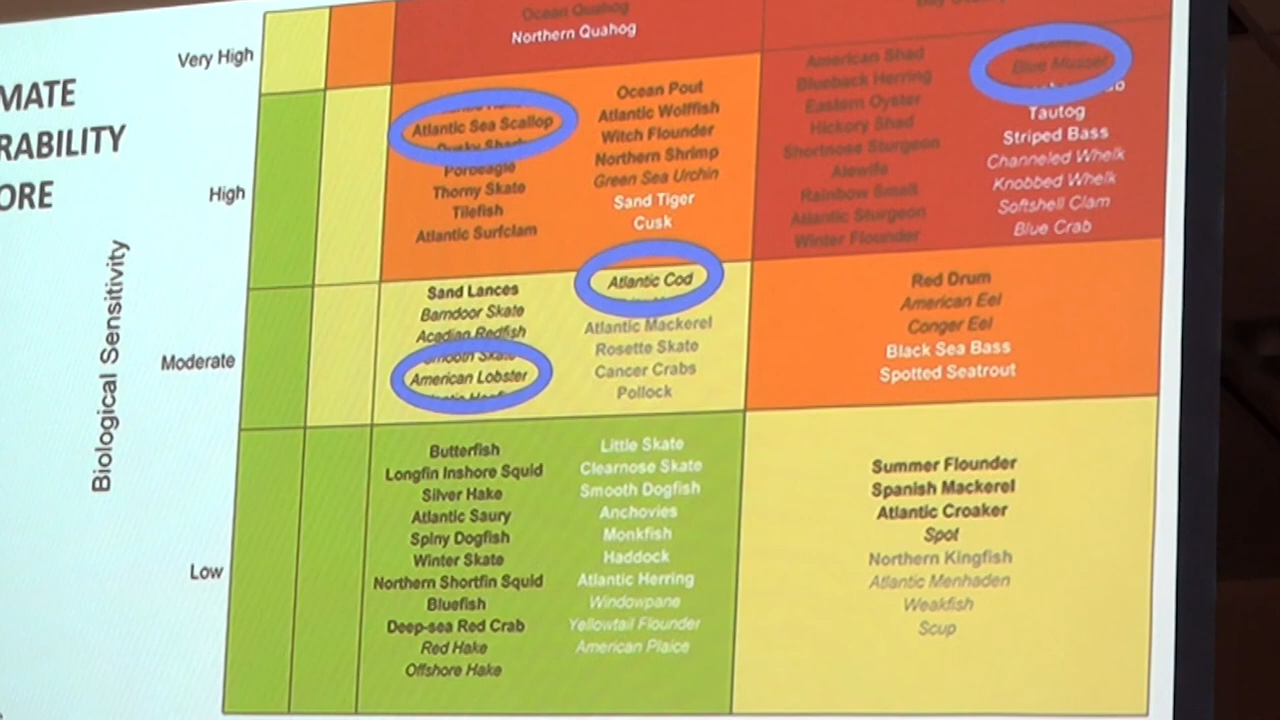 MATE
RABILITY
ORE
Biological Sensitivity
Very High
High
Moderate
Low
Ocean Quahog
Northern Quahog
Atlantic Sea Scallop
Dusky Shark
Porbeagle
Thorny Skate
Tilefish
Atlantic Surfclam
Ocean Pout
Atlantic Wolffish
Witch Flounder
Northern Shrimp
Green Sea Urchin
Sand Tiger
Cusk
American Shad
Blueback Herring
Eastern Oyster
Hickory Shad
Shortnose Sturgeon
Alewife
Rainbow Smelt
Atlantic Sturgeon
Winter Flounder
Blue Mussel
Tautog
Striped Bass
Channeled Whelk
Knobbed Whelk
Softshell Clam
Blue Crab
Sand Lances
Barndoor Skate
Acadian Redfish
Smooth Skate
American Lobster
Atlantic Cod
Atlantic Mackerel
Rosette Skate
Cancer Crabs
Pollock
Red Drum
American Eel
Conger Eel
Black Sea Bass
Spotted Seatrout
Butterfish
Longfin Inshore Squid
Silver Hake
Atlantic Saury
Spiny Dogfish
Winter Skate
Northern Shortfin Squid
Bluefish
Deep-sea Red Crab
Red Hake
Offshore Hake
Little Skate
Clearnose Skate
Smooth Dogfish
Anchovies
Monkfish
Haddock
Atlantic Herring
Windowpane
Yellowtail Flounder
American Plaice
Summer Flounder
Spanish Mackerel
Atlantic Croaker
Spot
Northern Kingfish
Atlantic Menhaden
Weakfish
Scup